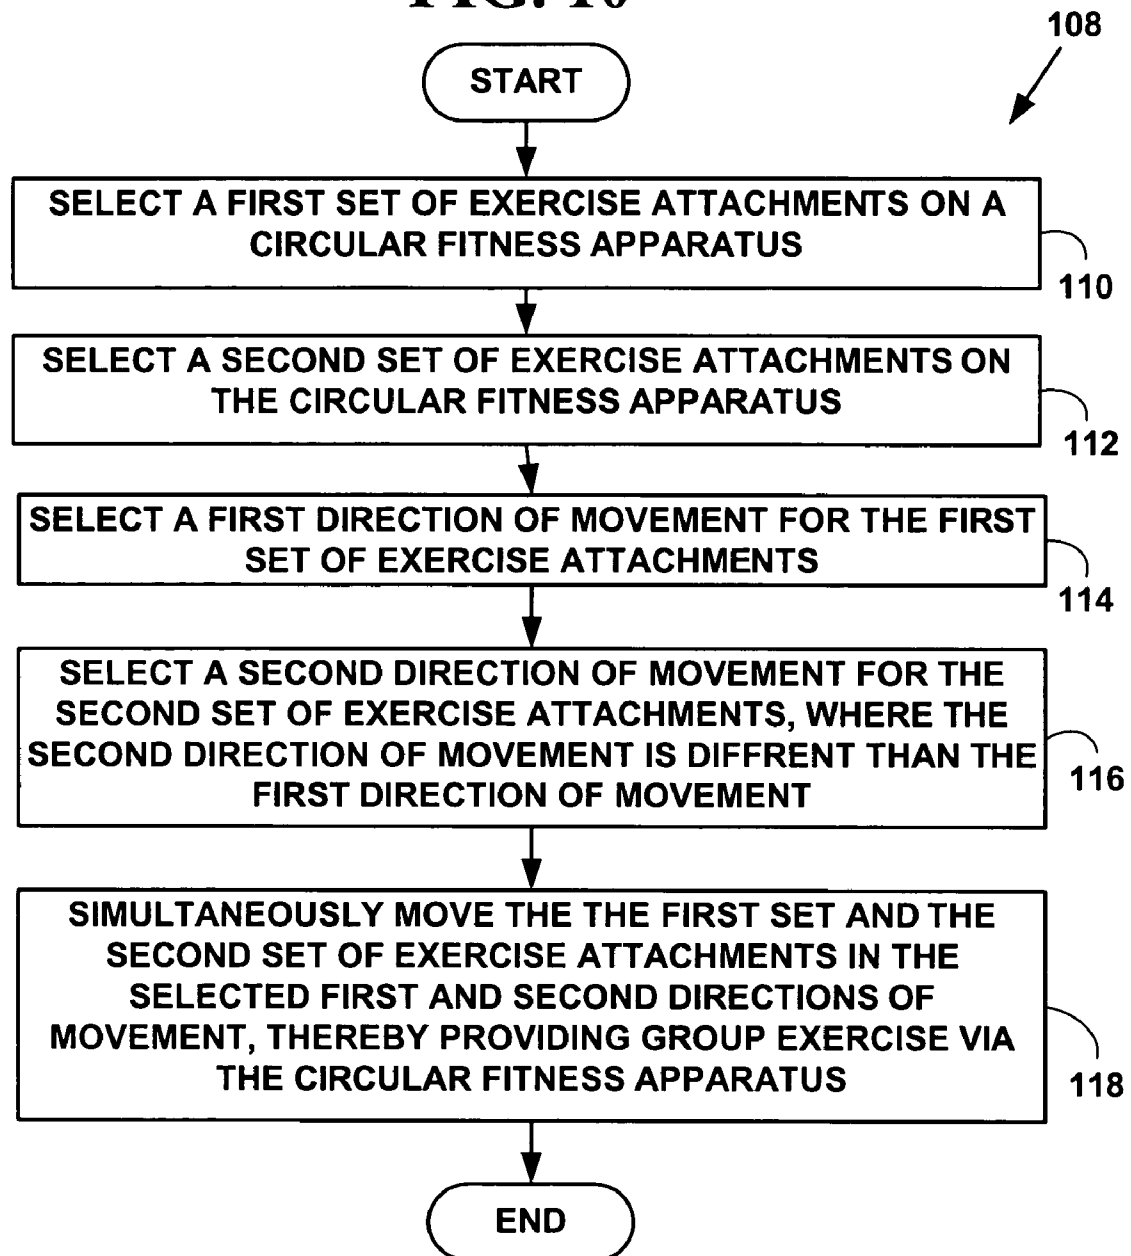 FIG. 10
108
START
SELECT A FIRST SET OF EXERCISE ATTACHMENTS ON A
CIRCULAR FITNESS APPARATUS
110
SELECT A SECOND SET OF EXERCISE ATTACHMENTS ON
THE CIRCULAR FITNESS APPARATUS
112
SELECT A FIRST DIRECTION OF MOVEMENT FOR THE FIRST
SET OF EXERCISE ATTACHMENTS
114
SELECT A SECOND DIRECTION OF MOVEMENT FOR THE
SECOND SET OF EXERCISE ATTACHMENTS, WHERE THE
SECOND DIRECTION OF MOVEMENT IS DIFFRENT THAN THE
FIRST DIRECTION OF MOVEMENT
116
SIMULTANEOUSLY MOVE THE THE FIRST SET AND THE
SECOND SET OF EXERCISE ATTACHMENTS IN THE
SELECTED FIRST AND SECOND DIRECTIONS OF
MOVEMENT, THEREBY PROVIDING GROUP EXERCISE VIA
THE CIRCULAR FITNESS APPARATUS
118
END